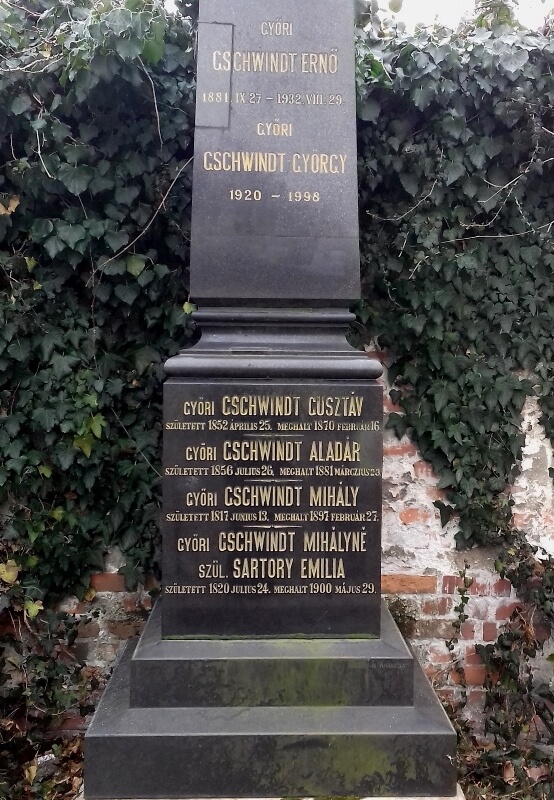 GYŐRI
GSCHWINDT ERNŐ
1881. IX 27 – 1932. VIII. 29.
GYŐRI
GSCHWINDT GYÖRGY
1920 – 1998
GYŐRI GSCHWINDT GUSZTÁV
SZÜLETETT 1852 ÁPRILIS 25. MEGHALT 1870 FEBRUÁR 16.
GYŐRI GSCHWINDT ALADÁR
SZÜLETETT 1856 JULIUS 26. MEGHALT 1881 MÁRCZIUS 23.
GYŐRI GSCHWINDT MIHÁLY
SZÜLETETT 1817 JUNIUS 13. MEGHALT 1897 FEBRUÁR 27.
GYŐRI GSCHWINDT MIHÁLYNÉ
SZÜL. SARTORY EMILIA
SZÜLETETT 1820 JULIUS 24. MEGHALT 1900 MÁJUS 29.